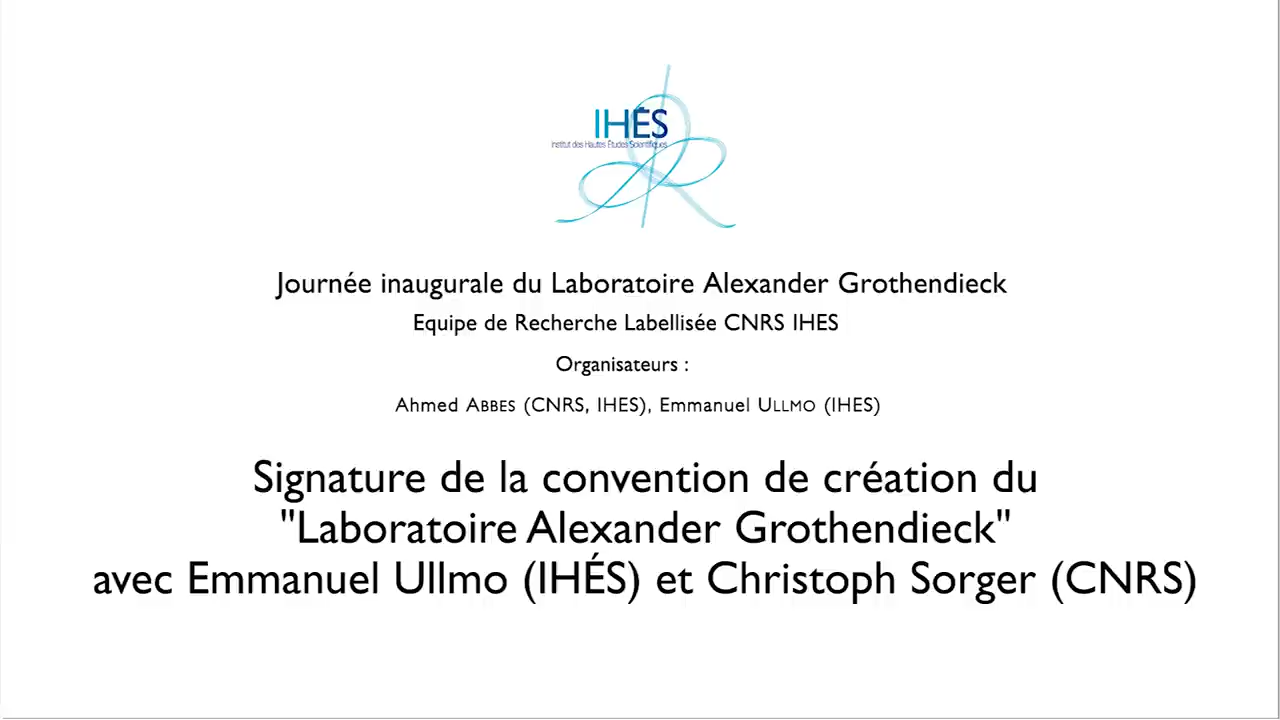 IHÉS
Institut des Hautes Études Scientifiques
Journée inaugurale du Laboratoire Alexander Grothendieck
Equipe de Recherche Labellisée CNRS IHES
Organisateurs :
Ahmed ABBES (CNRS, IHES), Emmanuel ULLMO (IHES)
Signature de la convention de création du
"Laboratoire Alexander Grothendieck"
avec Emmanuel Ullmo (IHÉS) et Christoph Sorger (CNRS)